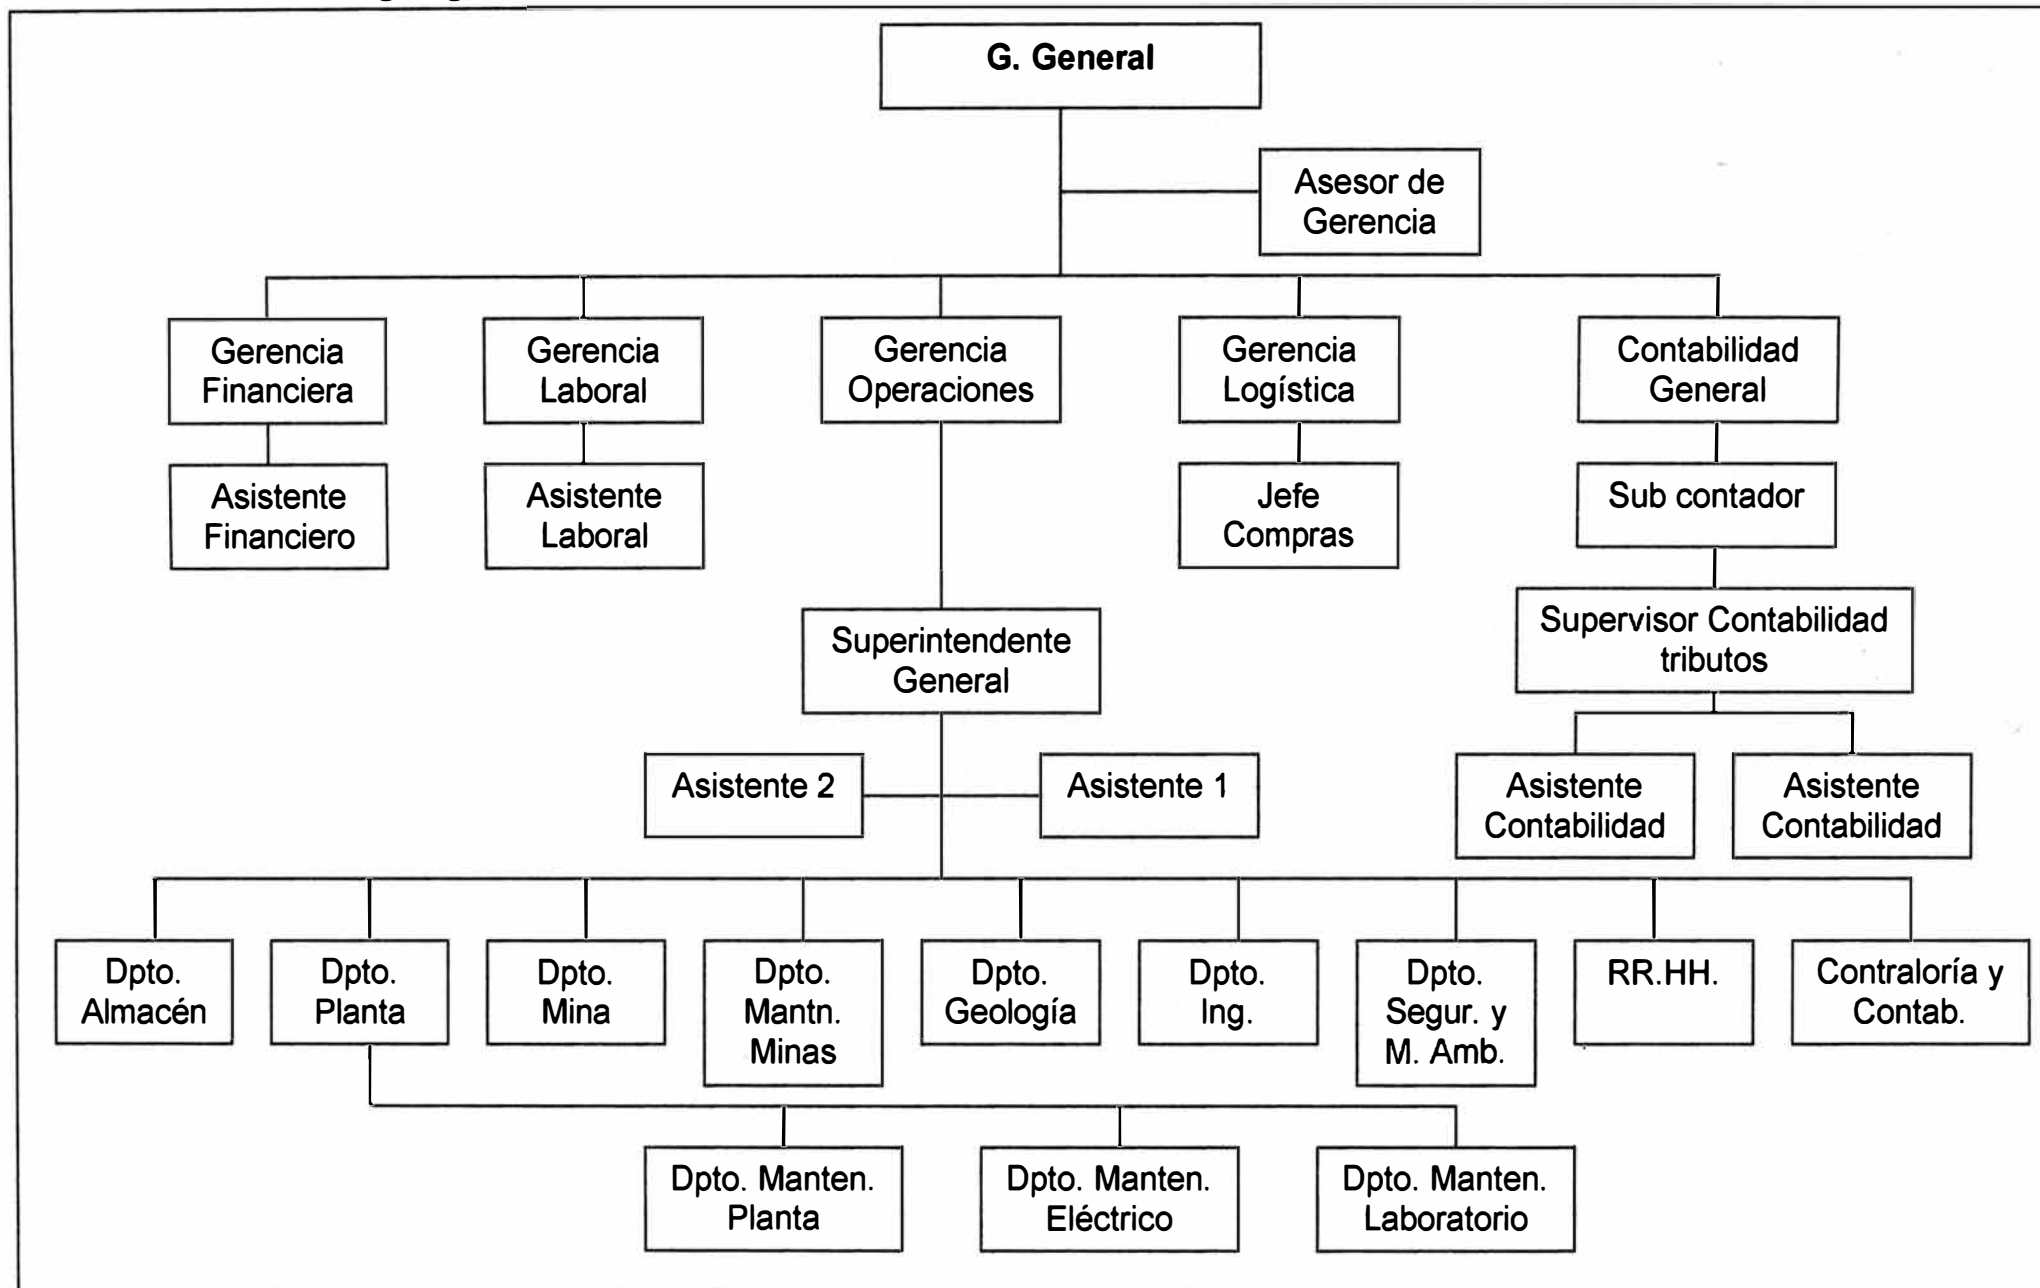 G. General
Asesor de
Gerencia
Gerencia
Financiera
Gerencia
Laboral
Gerencia
Operaciones
Gerencia
Logística
Contabilidad
General
Asistente
Financiero
Asistente
Laboral
Jefe
Compras
Sub contador
Superintendente
General
Supervisor Contabilidad
tributos
Asistente 2
Asistente 1
Asistente
Contabilidad
Asistente
Contabilidad
Dpto.
Almacén
Dpto.
Planta
Dpto.
Mina
Dpto.
Mantn.
Minas
Dpto.
Geología
Dpto.
Ing.
Dpto.
Segur. y
M. Amb.
RR.HH.
Contraloría y
Contab.
Dpto. Manten.
Planta
Dpto. Manten.
Eléctrico
Dpto. Manten.
Laboratorio